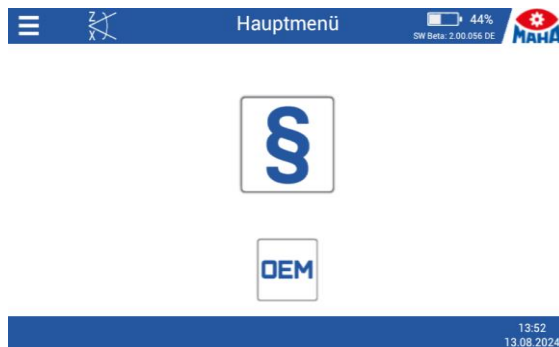 Z
X
Hauptmenü
44%
SW Beta: 2.00.056 DE
MAHA
§
OEM
13:52
13.08.2024